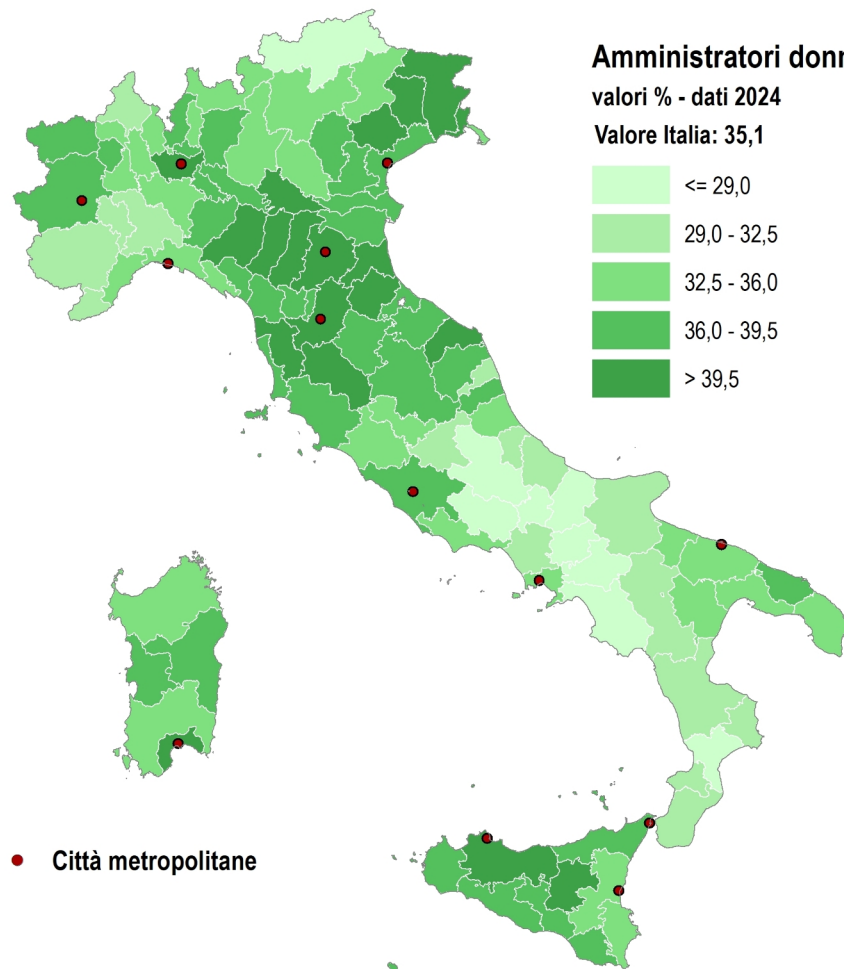 Amministratori donn
valori % - dati 2024
Valore Italia: 35,1
<= 29,0
29,0 - 32,5
32,5 - 36,0
36,0 - 39,5
> 39,5
Città metropolitane